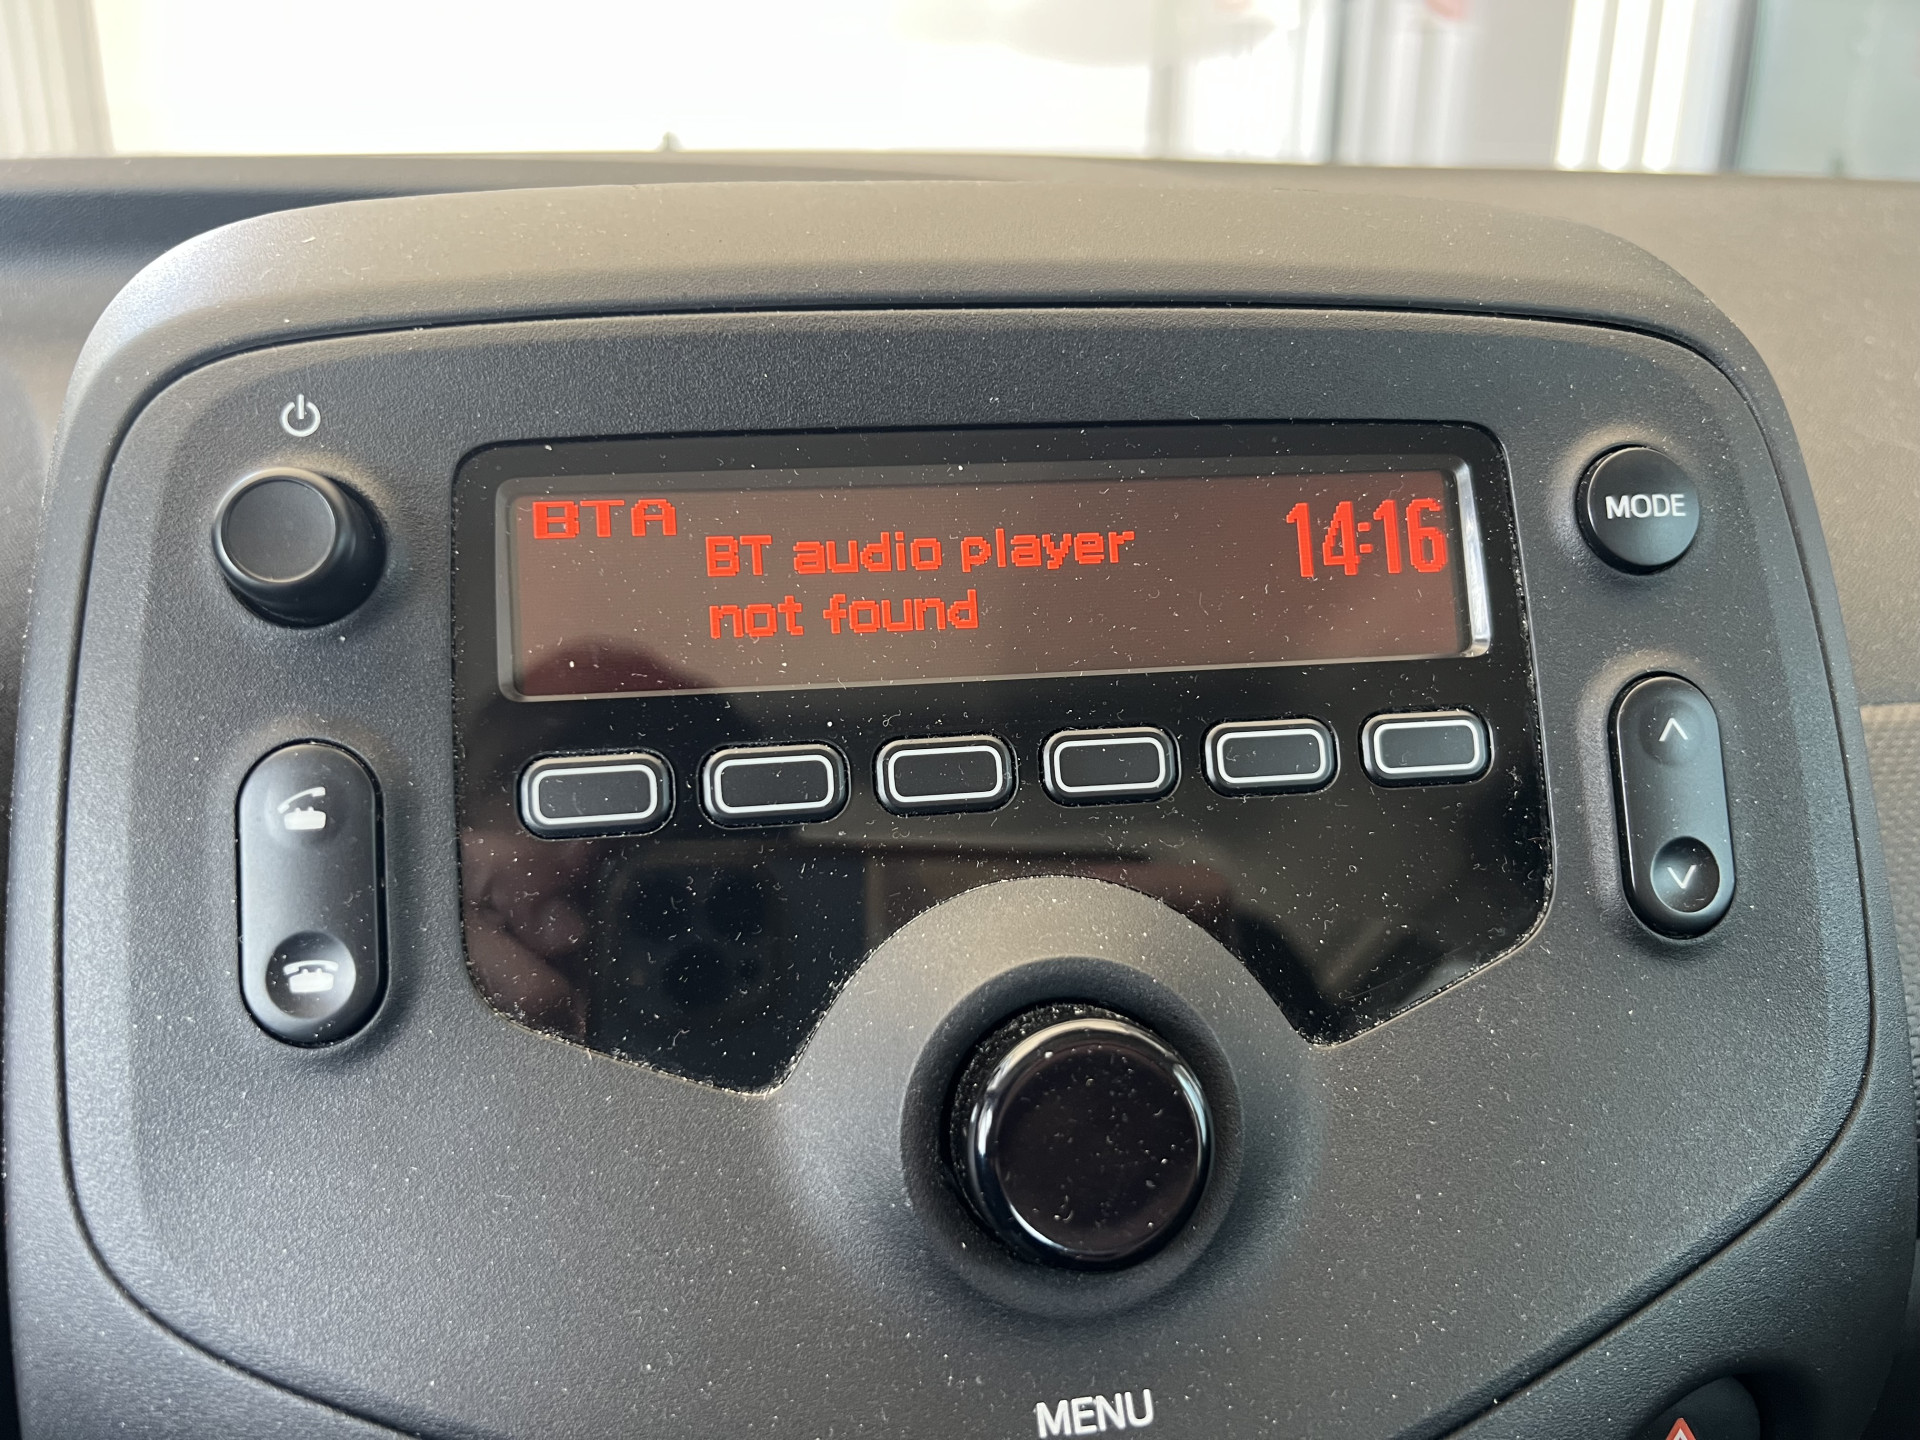 BTA
BT audio player
not found
14:16
MODE
MENU